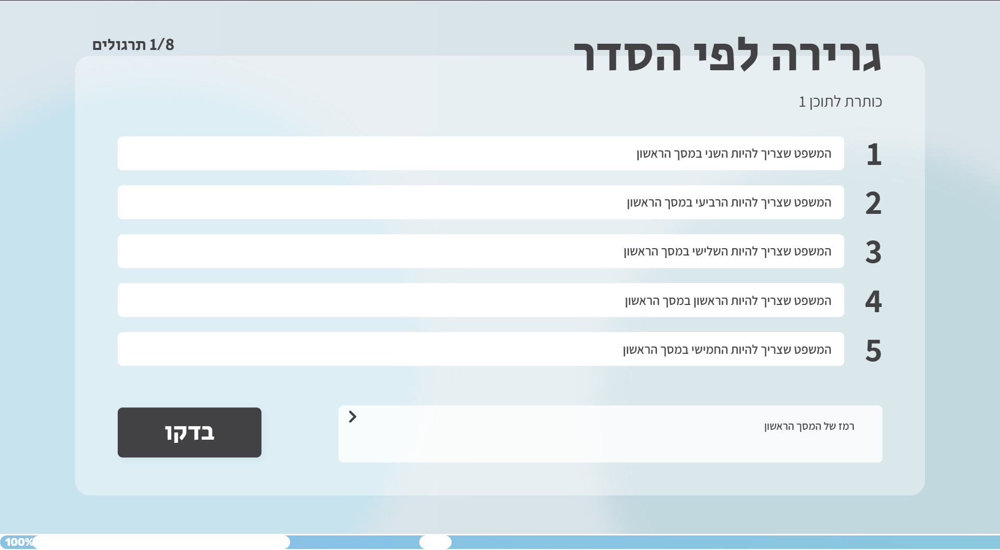 גרירה לפי הסדר
1/8 תרגולים
כותרת לתוכן 1
1 המשפט שצריך להיות השני במסך הראשון
2 המשפט שצריך להיות הרביעי במסך הראשון
3 המשפט שצריך להיות השלישי במסך הראשון
4 המשפט שצריך להיות הראשון במסך הראשון
5 המשפט שצריך להיות החמישי במסך הראשון
רמז של המסך הראשון
בדקו
100%